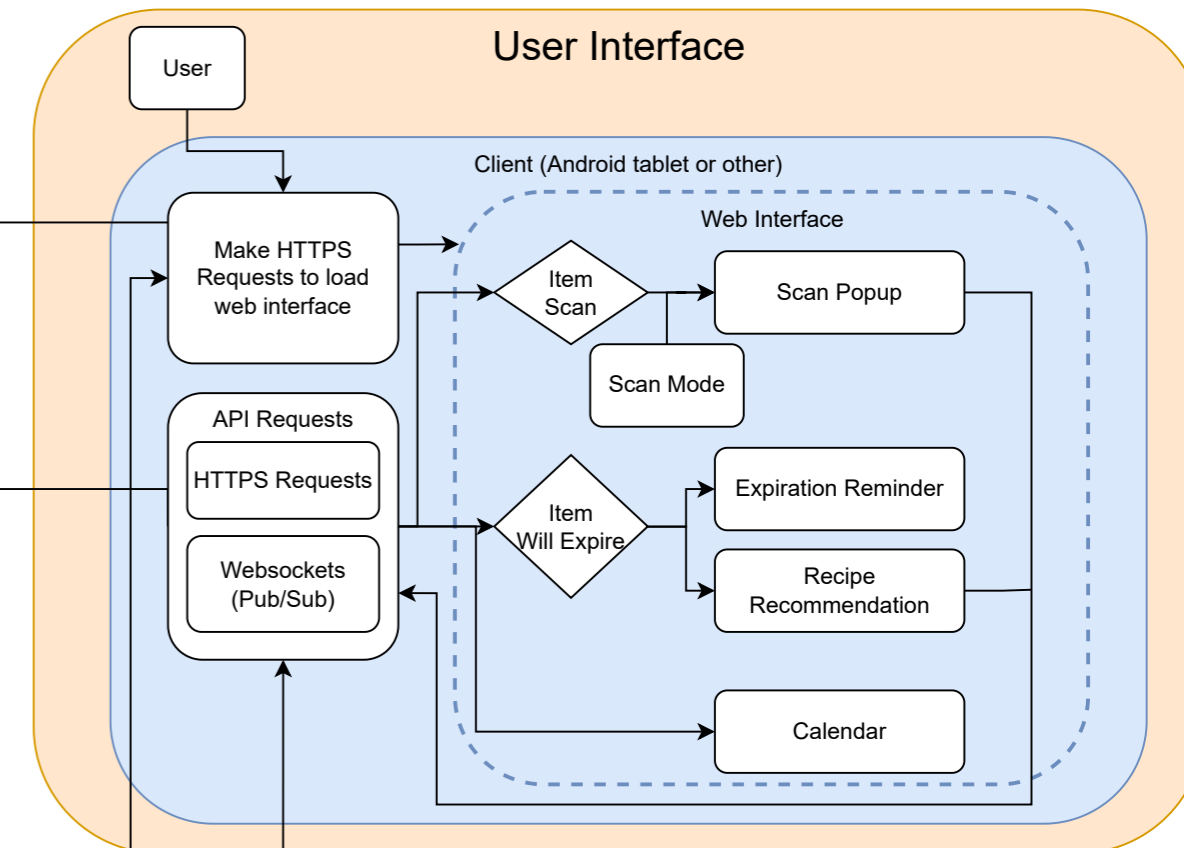 User Interface
User
Client (Android tablet or other)
Web Interface
Make HTTPS
Requests to load
web interface
Item
Scan
Scan Popup
Scan Mode
API Requests
HTTPS Requests
Websockets
(Pub/Sub)
Item
Will Expire
Expiration Reminder
Recipe
Recommendation
Calendar